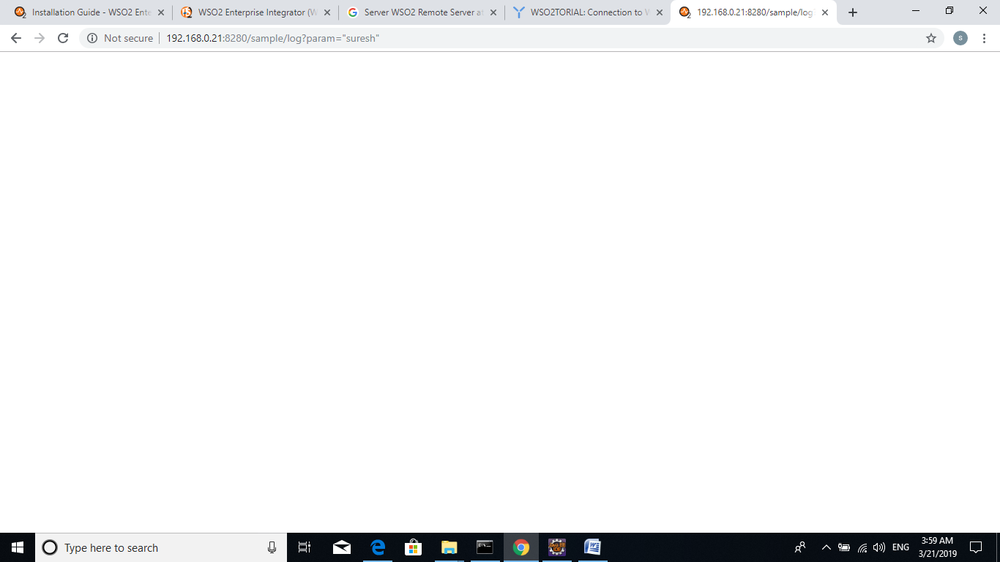 Installation Guide - WSO2 Ente
WSO2 Enterprise Integrator (W
Server WSO2 Remote Server at
WSO2TORIAL: Connection to W
192.168.0.21:8280/sample/log?
Not secure
192.168.0.21:8280/sample/log?param="suresh"
s
Type here to search
ENG
3:59 AM
3/21/2019